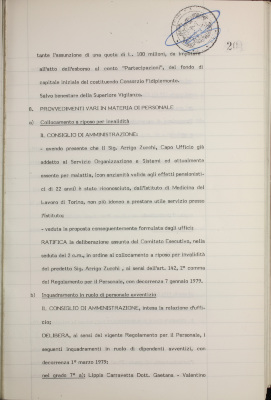 tante l'assunzione di una quota di L. 100 milioni, da imputare
all'atto dell'esborso al conto "Partecipazioni", del fondo di
capitale iniziale del costituendo Consorzio Fidipiemonte.
Salvo benestare della Superiore Vigilanza.
8. PROVVEDIMENTI VARI IN MATERIA DI PERSONALE
a) Collocamento a riposo per invalidità
IL CONSIGLIO DI AMMINISTRAZIONE:
- avendo presente che il Sig. Arrigo Zucchi, Capo Ufficio già
addetto al Servizio Organizzazione e Sistemi ed attualmente
assente per malattia, (con anzianità valida agli effetti pensionisti-
ci di 22 anni) è stato riconosciuto, dall'Istituto di Medicina del
Lavoro di Torino, non più idoneo a prestare utile servizio presso
l'Istituto;
- veduta la proposta conseguentemente formulata dagli uffici
RATIFICA la deliberazione assunta dal Comitato Esecutivo, nella
seduta del 2 u.m., in ordine al collocamento a riposo per invalidità
del predetto Sig. Arrigo Zucchi, ai sensi dell'art. 142, 2° comma
del Regolamento per il Personale, con decorrenza 7 gennaio 1979.
b) Inquadramento in ruolo di personale avventizio
IL CONSIGLIO DI AMMINISTRAZIONE, intesa la relazione d'uffi-
cio;
DELIBERA, ai sensi del vigente Regolamento per il Personale, i
seguenti inquadramenti in ruolo di dipendenti avventizi, con
decorrenza 1° marzo 1979:
nel grado 7° a): Lippia Carravetta Dott. Gaetana - Valentino